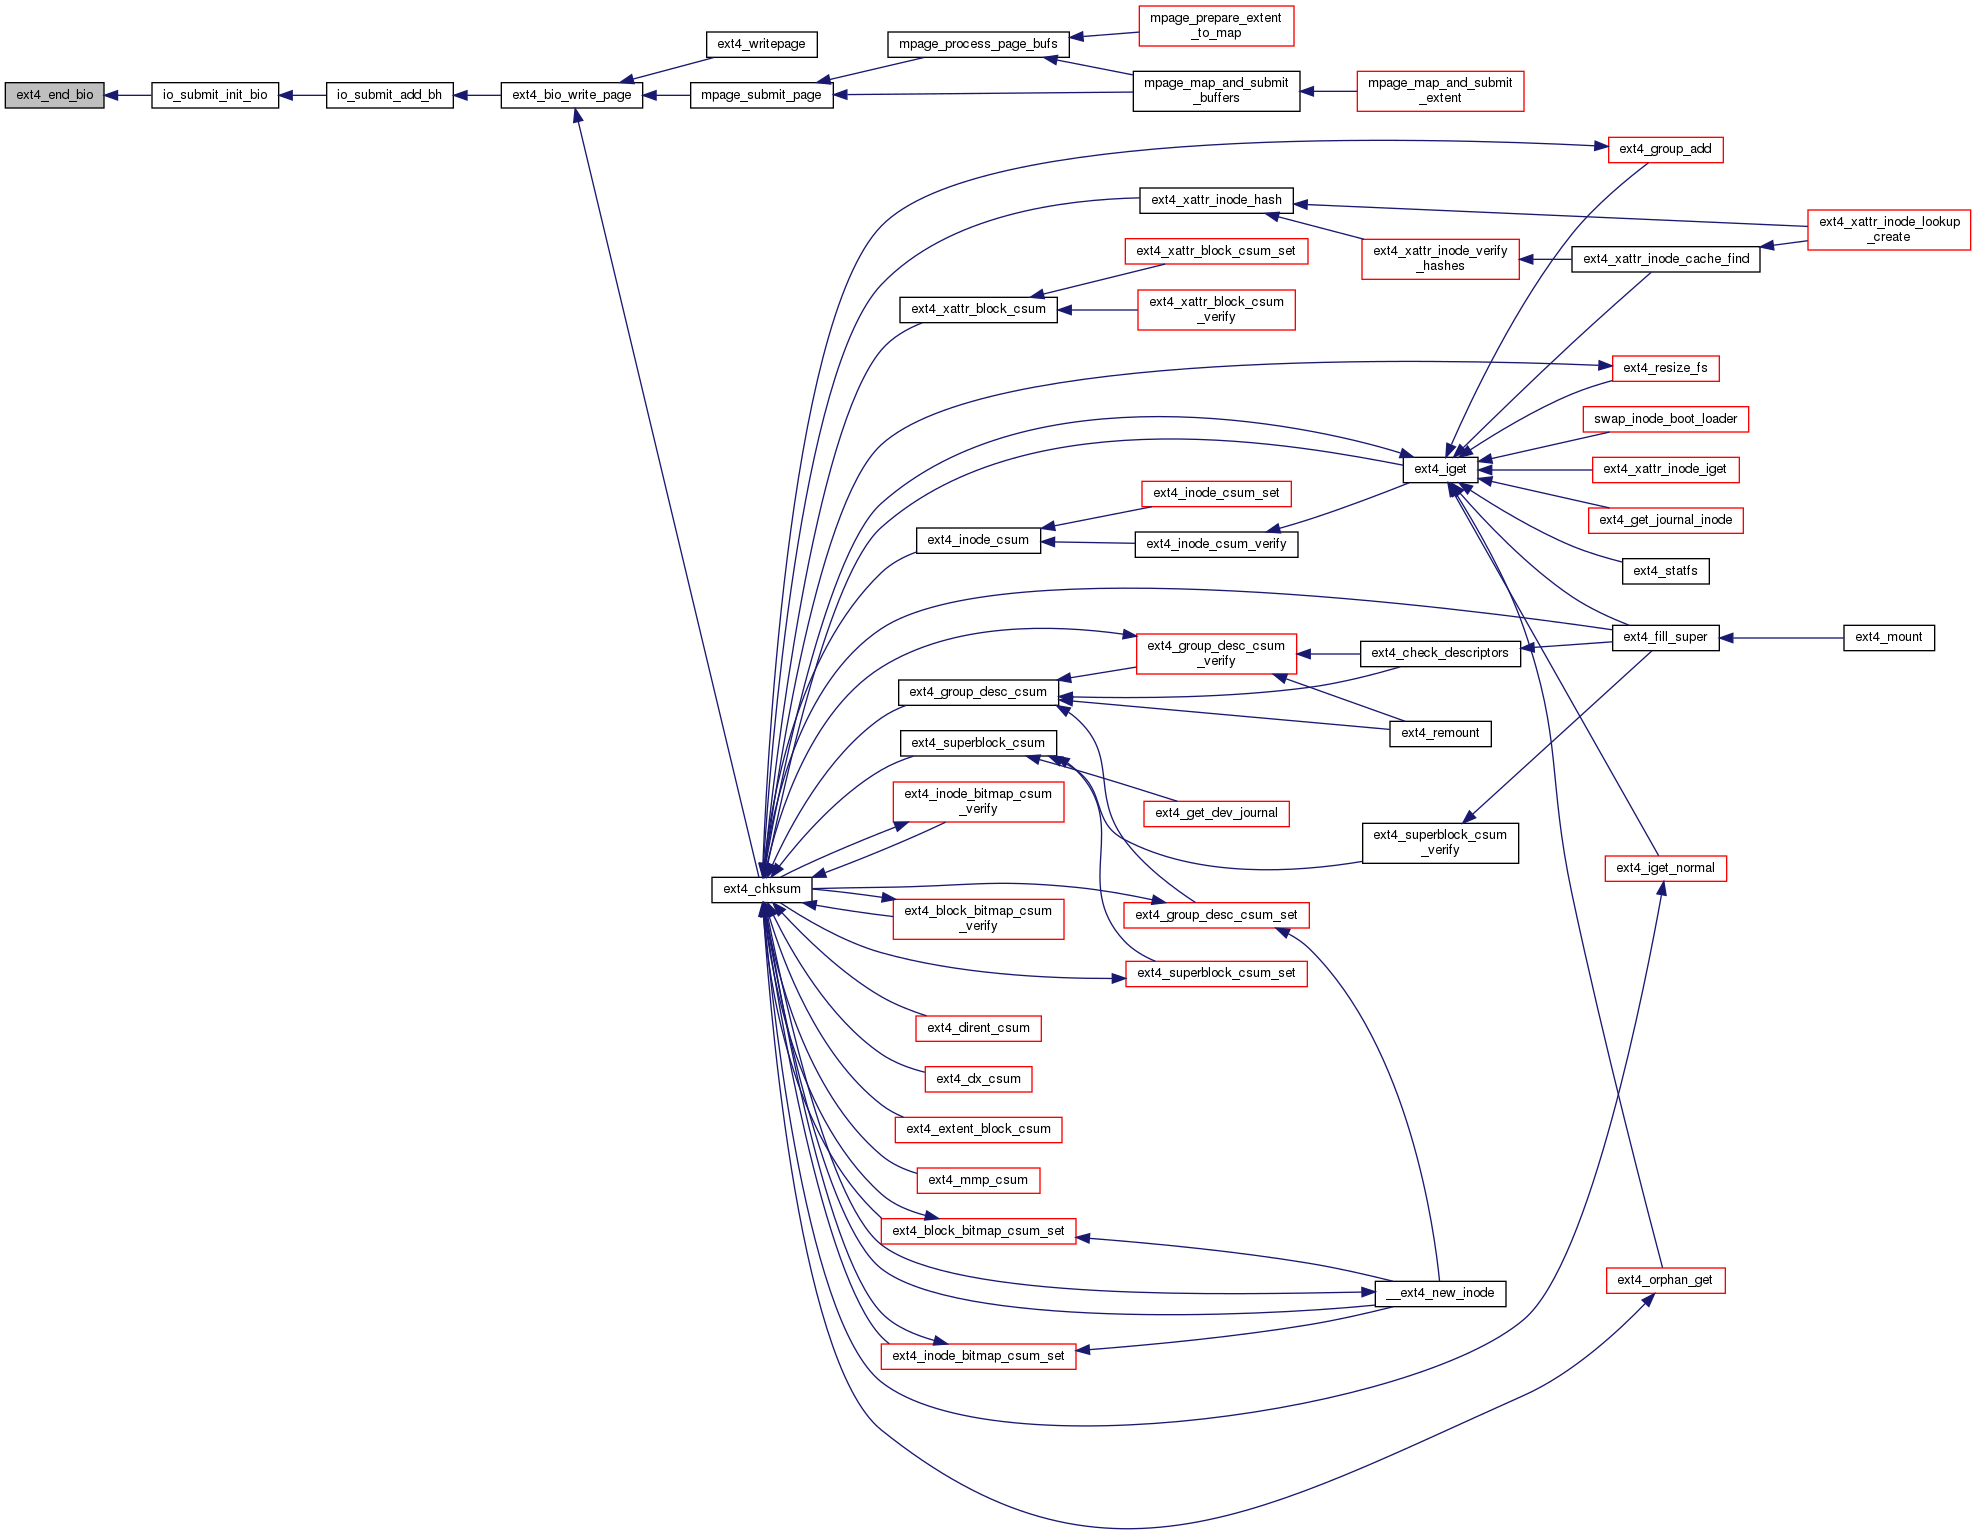 mpage_prepare_extent
_to_map
ext4_writepage
mpage_process_page_bufs
ext4_end_bio
io_submit_init_bio
io_submit_add_bh
ext4_bio_write_page
mpage_submit_page
mpage_map_and_submit
_buffers
mpage_map_and_submit
_extent
ext4_group_add
ext4_xattr_inode_hash
ext4_xattr_inode_lookup
_create
ext4_xattr_block_csum_set
ext4_xattr_inode_verify
_hashes
ext4_xattr_inode_cache_find
ext4_xattr_block_csum
ext4_xattr_block_csum
_verify
ext4_resize_fs
swap_inode_boot_loader
ext4_iget
ext4_xattr_inode_iget
ext4_inode_csum_set
ext4_get_journal_inode
ext4_inode_csum
ext4_inode_csum_verify
ext4_statfs
ext4_fill_super
ext4_mount
ext4_group_desc_csum
_verify
ext4_check_descriptors
ext4_group_desc_csum
ext4_remount
ext4_superblock_csum
ext4_inode_bitmap_csum
_verify
ext4_get_dev_journal
ext4_superblock_csum
_verify
ext4_iget_normal
ext4_chksum
ext4_block_bitmap_csum
_verify
ext4_group_desc_csum_set
ext4_superblock_csum_set
ext4_dirent_csum
ext4_dx_csum
ext4_extent_block_csum
ext4_mmp_csum
ext4_block_bitmap_csum_set
ext4_orphan_get
__ext4_new_inode
ext4_inode_bitmap_csum_set